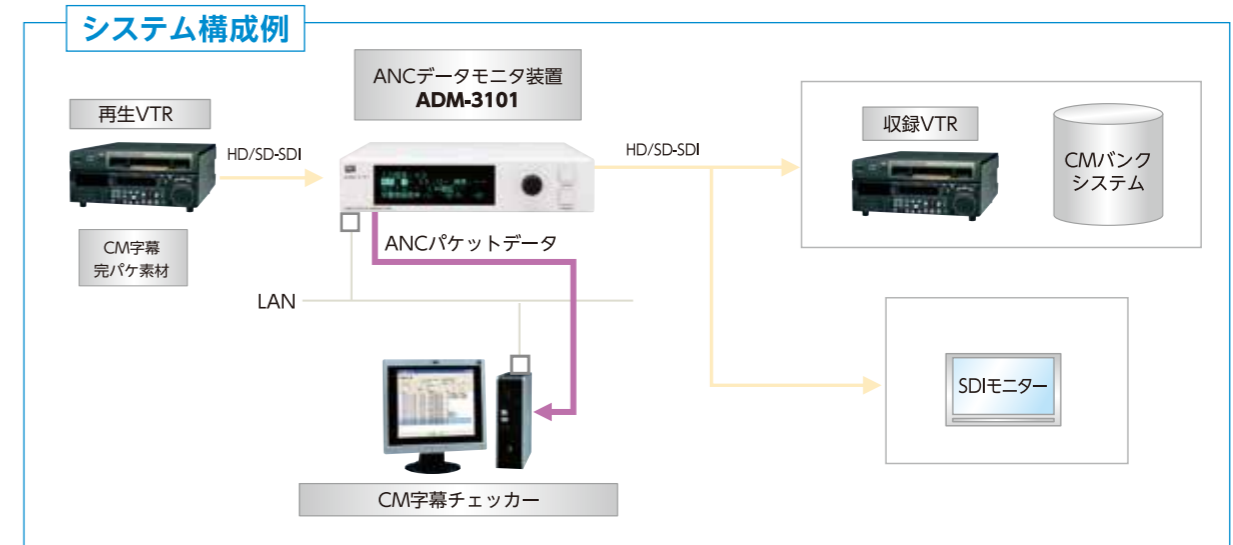 システム構成例
ANCデータモニタ装置
ADM-3101
再生VTR
HD/SD-SDI
HD/SD-SDI
収録VTR
CMバンク
システム
CM字幕
完パケ素材
ANCパケットデータ
LAN
SDIモニター
CM字幕チェッカー